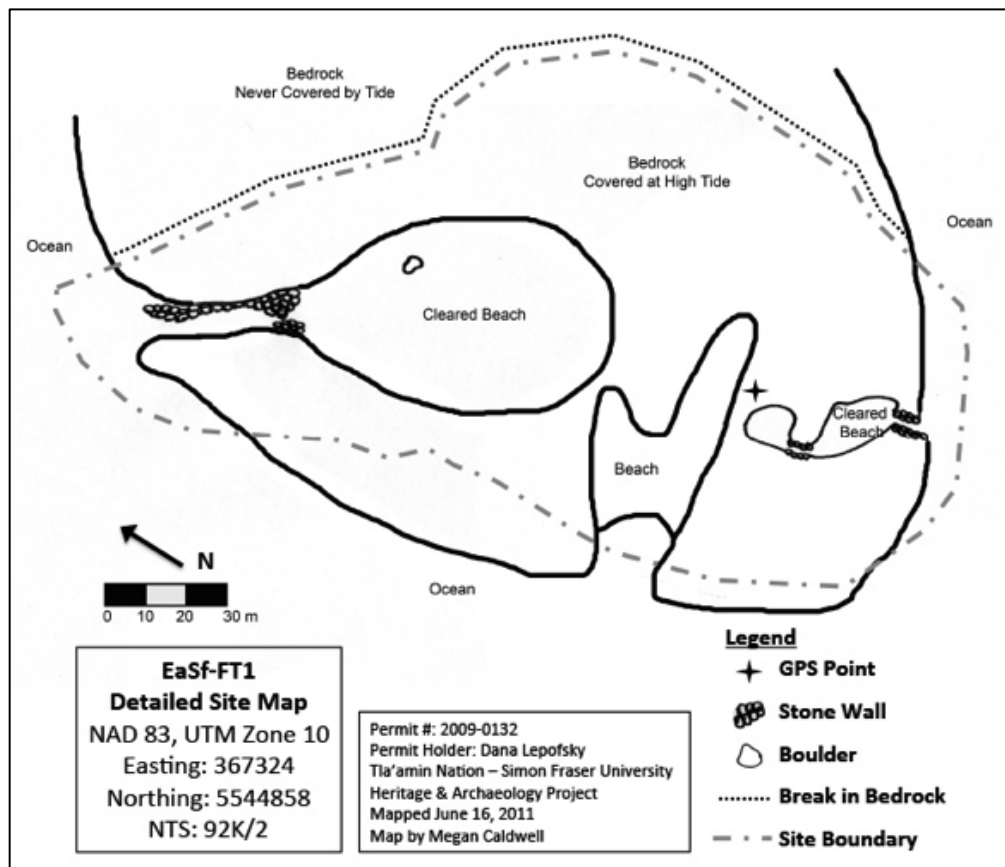 Bedrock
Never Covered by Tide
Bedrock
Covered at High Tide
Ocean
Ocean
Cleared Beach
Cleared
Beach
Beach
N
0 10 20 30 m
Ocean
EaSf-FT1
Detailed Site Map
NAD 83, UTM Zone 10
Easting: 367324
Northing: 5544858
NTS: 92K/2
Permit #: 2009-0132
Permit Holder: Dana Lepofsky
Tla'amin Nation – Simon Fraser University
Heritage & Archaeology Project
Mapped June 16, 2011
Map by Megan Caldwell
Legend
GPS Point
Stone Wall
Boulder
Break in Bedrock
Site Boundary